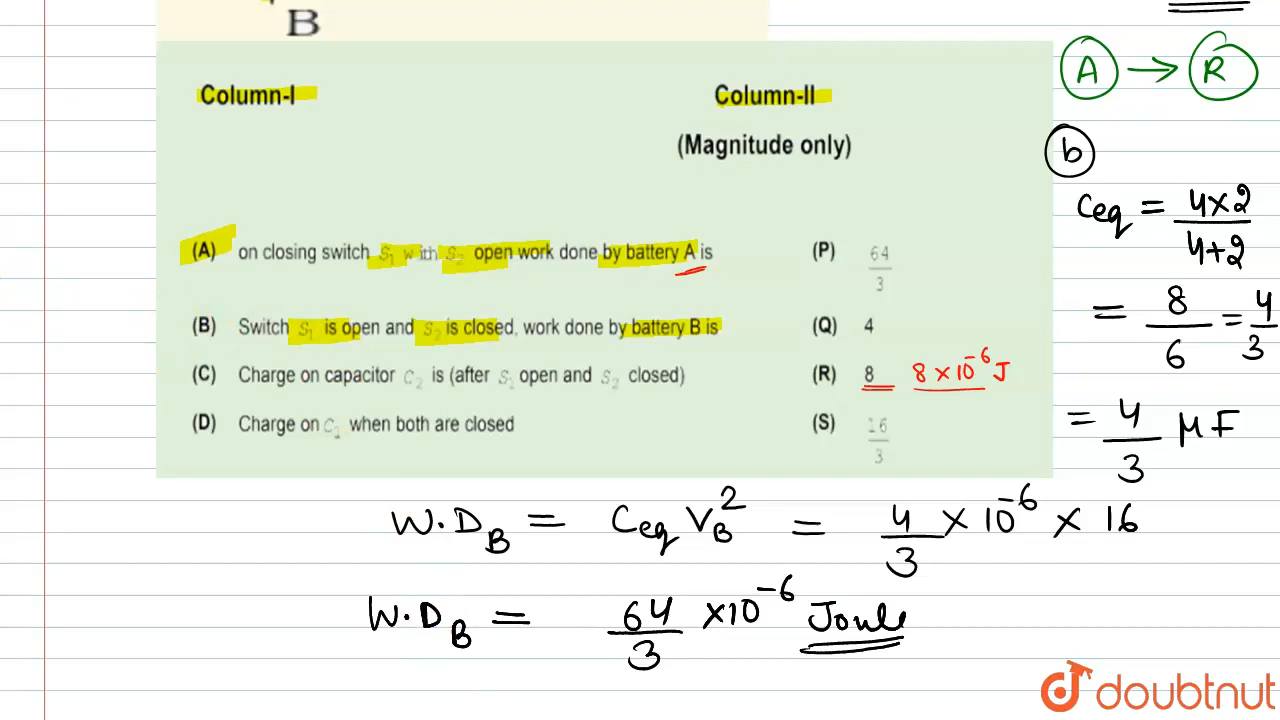 B
Column-I Column-II
(Magnitude only)
(A) on closing switch S₁ with S₂ open work done by battery A is (P) 64/3
(B) Switch S₁ is open and S₂ is closed, work done by battery B is (Q) 4
(C) Charge on capacitor C₂ is (after S₁ open and S₂ closed) (R) 8 8 × 10⁻⁶ J
(D) Charge on C₁ when both are closed (S) 16/3
A → R
b
Ceq = 4×2/4+2
= 8/6 = 4/3
= 4/3 μF
W.D_B = Ceq V_B² = 4/3 × 10⁻⁶ × 16
W.D_B = 64/3 ×10⁻⁶ Joule
doubtnut